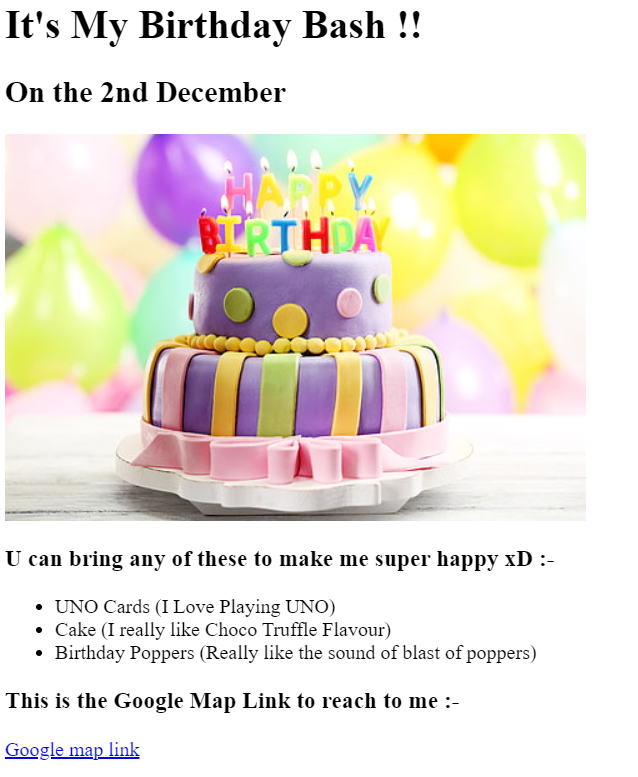 It's My Birthday Bash !!
On the 2nd December
HAPPY
BIRTHDAY
U can bring any of these to make me super happy xD :-
UNO Cards (I Love Playing UNO)
Cake (I really like Choco Truffle Flavour)
Birthday Poppers (Really like the sound of blast of poppers)
This is the Google Map Link to reach to me :-
Google map link